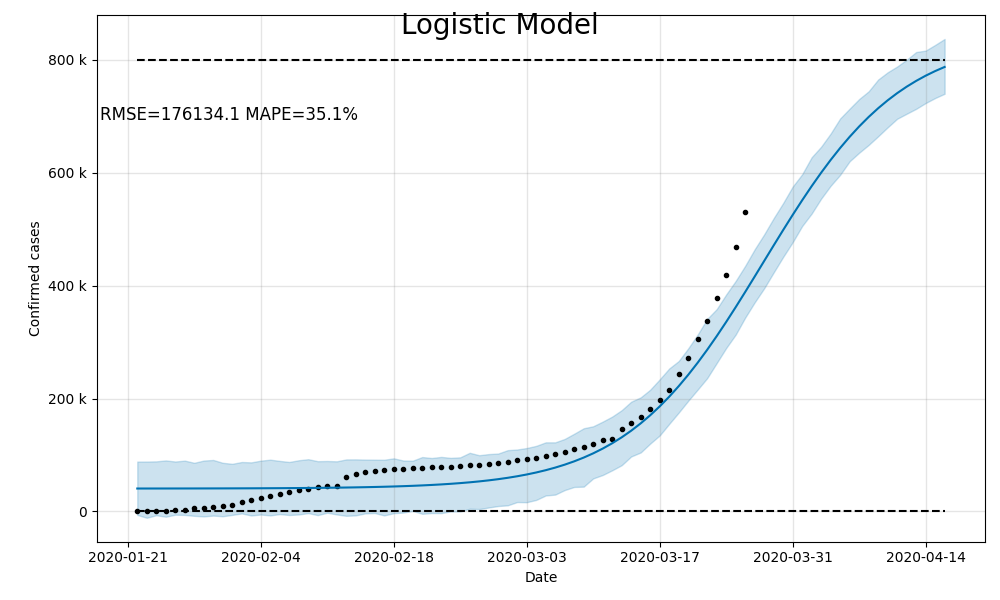 Logistic Model
800 k
RMSE=176134.1 MAPE=35.1%
600 k
400 k
200 k
0
Confirmed cases
2020-01-21 2020-02-04 2020-02-18 2020-03-03 2020-03-17 2020-03-31 2020-04-14
Date